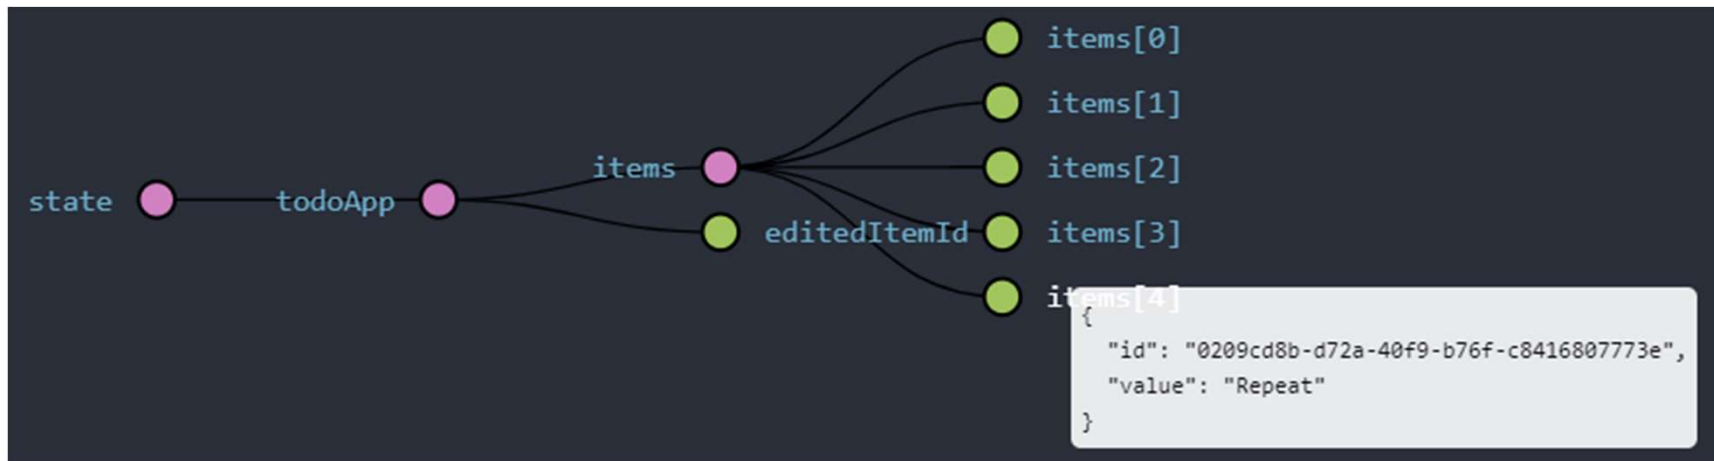 state
todoApp
items
editedItemId
items[0]
items[1]
items[2]
items[3]
items[4]
{
"id": "0209cd8b-d72a-40f9-b76f-c8416807773e",
"value": "Repeat"
}